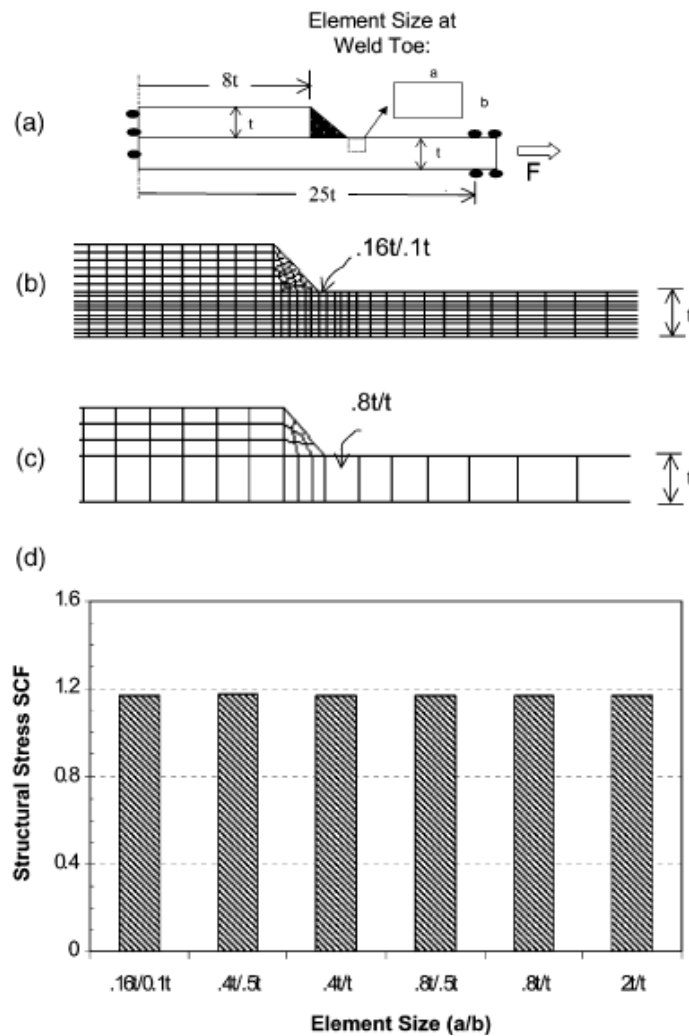 Element Size at
Weld Toe:
a
b
8t
(a)
t
t
F
25t
(b)
.16t/.1t
t
(c)
.8t/t
t
(d)
Structural Stress SCF
1.6
1.2
0.8
0.4
0
.16t/0.1t
.4t/.5t
.4t/t
.8t/.5t
.8t/t
2t/t
Element Size (a/b)